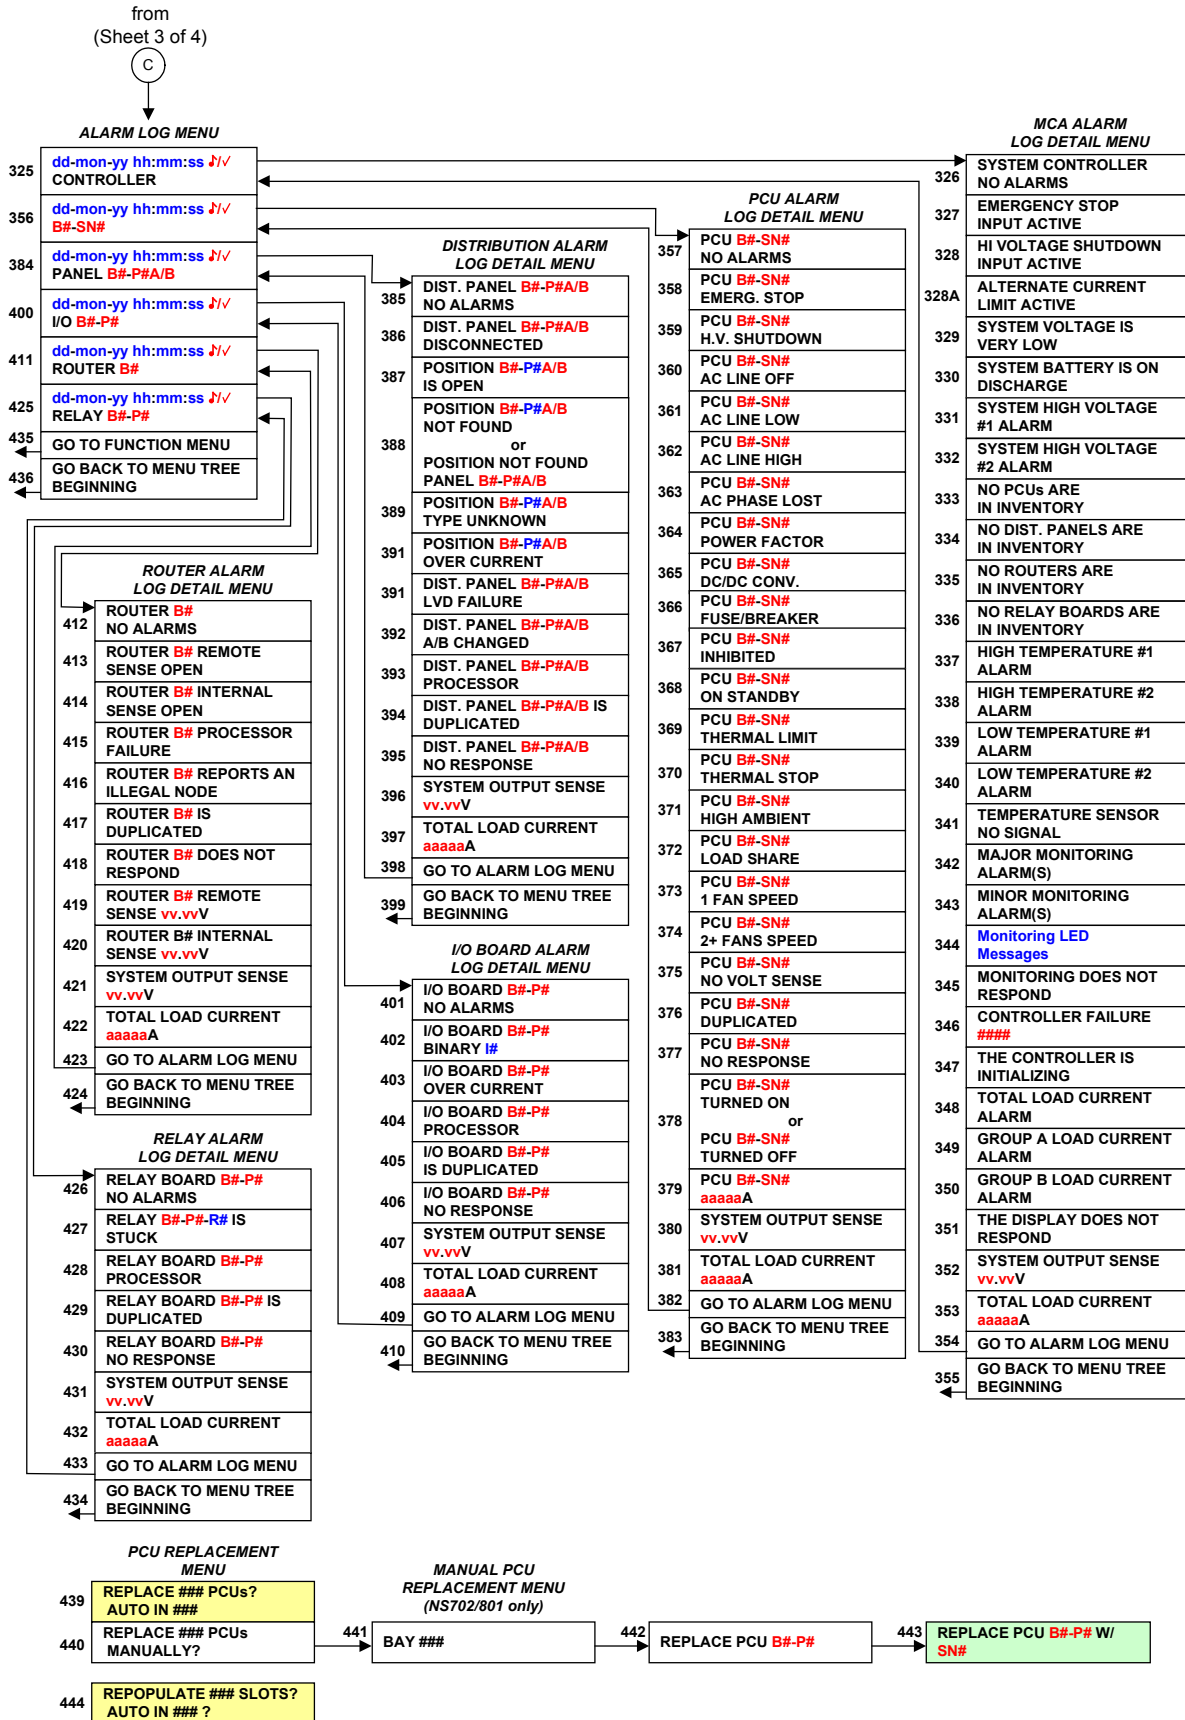 from
(Sheet 3 of 4)
C
ALARM LOG MENU
325
dd-mon-yy hh:mm:ss ♪/√
CONTROLLER
356
dd-mon-yy hh:mm:ss ♪/√
B#-SN#
384
dd-mon-yy hh:mm:ss ♪/√
PANEL B#-P#A/B
400
dd-mon-yy hh:mm:ss ♪/√
I/O B#-P#
411
dd-mon-yy hh:mm:ss ♪/√
ROUTER B#
425
dd-mon-yy hh:mm:ss ♪/√
RELAY B#-P#
435
GO TO FUNCTION MENU
436
GO BACK TO MENU TREE
BEGINNING
ROUTER ALARM
LOG DETAIL MENU
412
ROUTER B#
NO ALARMS
413
ROUTER B# REMOTE
SENSE OPEN
414
ROUTER B# INTERNAL
SENSE OPEN
415
ROUTER B# PROCESSOR
FAILURE
416
ROUTER B# REPORTS AN
ILLEGAL NODE
417
ROUTER B# IS
DUPLICATED
418
ROUTER B# DOES NOT
RESPOND
419
ROUTER B# REMOTE
SENSE vv.vvV
420
ROUTER B# INTERNAL
SENSE vv.vvV
421
SYSTEM OUTPUT SENSE
vv.vvV
422
TOTAL LOAD CURRENT
aaaaaA
423
GO TO ALARM LOG MENU
424
GO BACK TO MENU TREE
BEGINNING
RELAY ALARM
LOG DETAIL MENU
426
RELAY BOARD B#-P#
NO ALARMS
427
RELAY B#-P#-R# IS
STUCK
428
RELAY BOARD B#-P#
PROCESSOR
429
RELAY BOARD B#-P# IS
DUPLICATED
430
RELAY BOARD B#-P#
NO RESPONSE
431
SYSTEM OUTPUT SENSE
vv.vvV
432
TOTAL LOAD CURRENT
aaaaaA
433
GO TO ALARM LOG MENU
434
GO BACK TO MENU TREE
BEGINNING
DISTRIBUTION ALARM
LOG DETAIL MENU
385
DIST. PANEL B#-P#A/B
NO ALARMS
386
DIST. PANEL B#-P#A/B
DISCONNECTED
387
POSITION B#-P#A/B
IS OPEN
388
POSITION B#-P#A/B
NOT FOUND
or
POSITION NOT FOUND
PANEL B#-P#A/B
389
POSITION B#-P#A/B
TYPE UNKNOWN
391
POSITION B#-P#A/B
OVER CURRENT
391
DIST. PANEL B#-P#A/B
LVD FAILURE
392
DIST. PANEL B#-P#A/B
A/B CHANGED
393
DIST. PANEL B#-P#A/B
PROCESSOR
394
DIST. PANEL B#-P#A/B IS
DUPLICATED
395
DIST. PANEL B#-P#A/B
NO RESPONSE
396
SYSTEM OUTPUT SENSE
vv.vvV
397
TOTAL LOAD CURRENT
aaaaaA
398
GO TO ALARM LOG MENU
399
GO BACK TO MENU TREE
BEGINNING
I/O BOARD ALARM
LOG DETAIL MENU
401
I/O BOARD B#-P#
NO ALARMS
402
I/O BOARD B#-P#
BINARY I#
403
I/O BOARD B#-P#
OVER CURRENT
404
I/O BOARD B#-P#
PROCESSOR
405
I/O BOARD B#-P#
IS DUPLICATED
406
I/O BOARD B#-P#
NO RESPONSE
407
SYSTEM OUTPUT SENSE
vv.vvV
408
TOTAL LOAD CURRENT
aaaaaA
409
GO TO ALARM LOG MENU
410
GO BACK TO MENU TREE
BEGINNING
PCU ALARM
LOG DETAIL MENU
357
PCU B#-SN#
NO ALARMS
358
PCU B#-SN#
EMERG. STOP
359
PCU B#-SN#
H.V. SHUTDOWN
360
PCU B#-SN#
AC LINE OFF
361
PCU B#-SN#
AC LINE LOW
362
PCU B#-SN#
AC LINE HIGH
363
PCU B#-SN#
AC PHASE LOST
364
PCU B#-SN#
POWER FACTOR
365
PCU B#-SN#
DC/DC CONV.
366
PCU B#-SN#
FUSE/BREAKER
367
PCU B#-SN#
INHIBITED
368
PCU B#-SN#
ON STANDBY
369
PCU B#-SN#
THERMAL LIMIT
370
PCU B#-SN#
THERMAL STOP
371
PCU B#-SN#
HIGH AMBIENT
372
PCU B#-SN#
LOAD SHARE
373
PCU B#-SN#
1 FAN SPEED
374
PCU B#-SN#
2+ FANS SPEED
375
PCU B#-SN#
NO VOLT SENSE
376
PCU B#-SN#
DUPLICATED
377
PCU B#-SN#
NO RESPONSE
378
PCU B#-SN#
TURNED ON
or
PCU B#-SN#
TURNED OFF
379
PCU B#-SN#
aaaaaA
380
SYSTEM OUTPUT SENSE
vv.vvV
381
TOTAL LOAD CURRENT
aaaaaA
382
GO TO ALARM LOG MENU
383
GO BACK TO MENU TREE
BEGINNING
MCA ALARM
LOG DETAIL MENU
326
SYSTEM CONTROLLER
NO ALARMS
327
EMERGENCY STOP
INPUT ACTIVE
328
HI VOLTAGE SHUTDOWN
INPUT ACTIVE
328A
ALTERNATE CURRENT
LIMIT ACTIVE
329
SYSTEM VOLTAGE IS
VERY LOW
330
SYSTEM BATTERY IS ON
DISCHARGE
331
SYSTEM HIGH VOLTAGE
#1 ALARM
332
SYSTEM HIGH VOLTAGE
#2 ALARM
333
NO PCUs ARE
IN INVENTORY
334
NO DIST. PANELS ARE
IN INVENTORY
335
NO ROUTERS ARE
IN INVENTORY
336
NO RELAY BOARDS ARE
IN INVENTORY
337
HIGH TEMPERATURE #1
ALARM
338
HIGH TEMPERATURE #2
ALARM
339
LOW TEMPERATURE #1
ALARM
340
LOW TEMPERATURE #2
ALARM
341
TEMPERATURE SENSOR
NO SIGNAL
342
MAJOR MONITORING
ALARM(S)
343
MINOR MONITORING
ALARM(S)
344
Monitoring LED
Messages
345
MONITORING DOES NOT
RESPOND
346
CONTROLLER FAILURE
####
347
THE CONTROLLER IS
INITIALIZING
348
TOTAL LOAD CURRENT
ALARM
349
GROUP A LOAD CURRENT
ALARM
350
GROUP B LOAD CURRENT
ALARM
351
THE DISPLAY DOES NOT
RESPOND
352
SYSTEM OUTPUT SENSE
vv.vvV
353
TOTAL LOAD CURRENT
aaaaaA
354
GO TO ALARM LOG MENU
355
GO BACK TO MENU TREE
BEGINNING
PCU REPLACEMENT
MENU
439
REPLACE ### PCUs?
AUTO IN ###
440
REPLACE ### PCUs
MANUALLY?
MANUAL PCU
REPLACEMENT MENU
(NS702/801 only)
441
BAY ###
442
REPLACE PCU B#-P#
443
REPLACE PCU B#-P# W/
SN#
444
REPOPULATE ### SLOTS?
AUTO IN ### ?